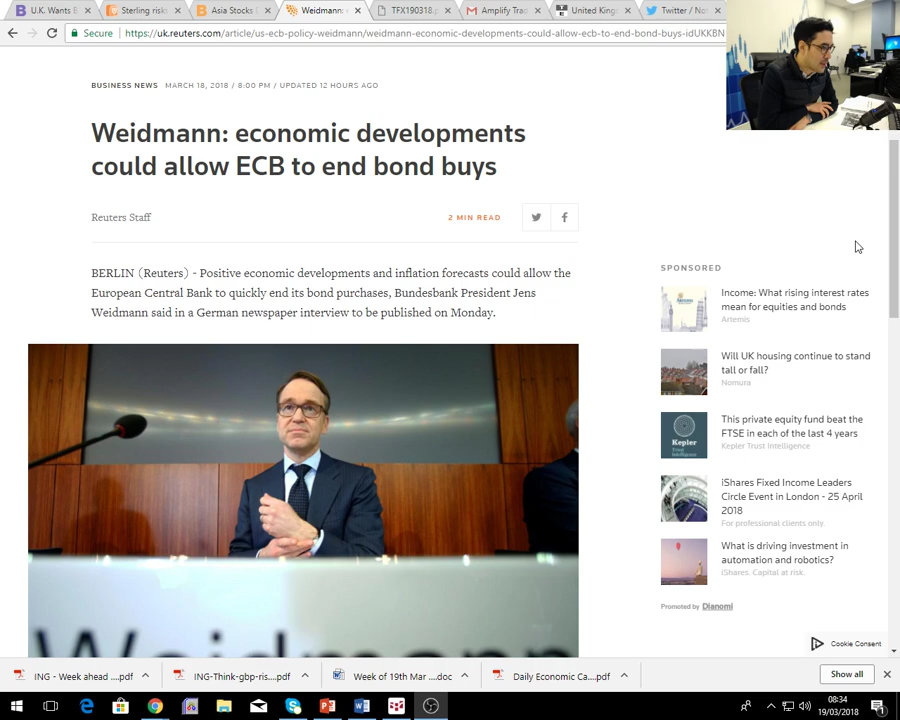 U.K. Wants B
Sterling risks
Asia Stocks
Weidmann: e
TFX190318.p
Amplify Trad
United King
Twitter / Not
Secure
https://uk.reuters.com/article/us-ecb-policy-weidmann/weidmann-economic-developments-could-allow-ecb-to-end-bond-buys-idUKKBN
BUSINESS NEWS MARCH 18, 2018 / 8:00 PM / UPDATED 12 HOURS AGO
Weidmann: economic developments
could allow ECB to end bond buys
Reuters Staff
2 MIN READ
BERLIN (Reuters) - Positive economic developments and inflation forecasts could allow the
European Central Bank to quickly end its bond purchases, Bundesbank President Jens
Weidmann said in a German newspaper interview to be published on Monday.
Weidmann
SPONSORED
Income: What rising interest rates
mean for equities and bonds
Artemis
Will UK housing continue to stand
tall or fall?
Nomura
Kepler
This private equity fund beat the
FTSE in each of the last 4 years
Kepler Trust Intelligence
iShares Fixed Income Leaders
Circle Event in London - 25 April
2018
For professional clients only.
What is driving investment in
automation and robotics?
iShares. Capital at risk.
Promoted by Dianomi
Cookie Consent
ING - Week ahead ....pdf
ING-Think-gbp-ris....pdf
Week of 19th Mar ....doc
Daily Economic Ca....pdf
Show all
08:34
19/03/2018